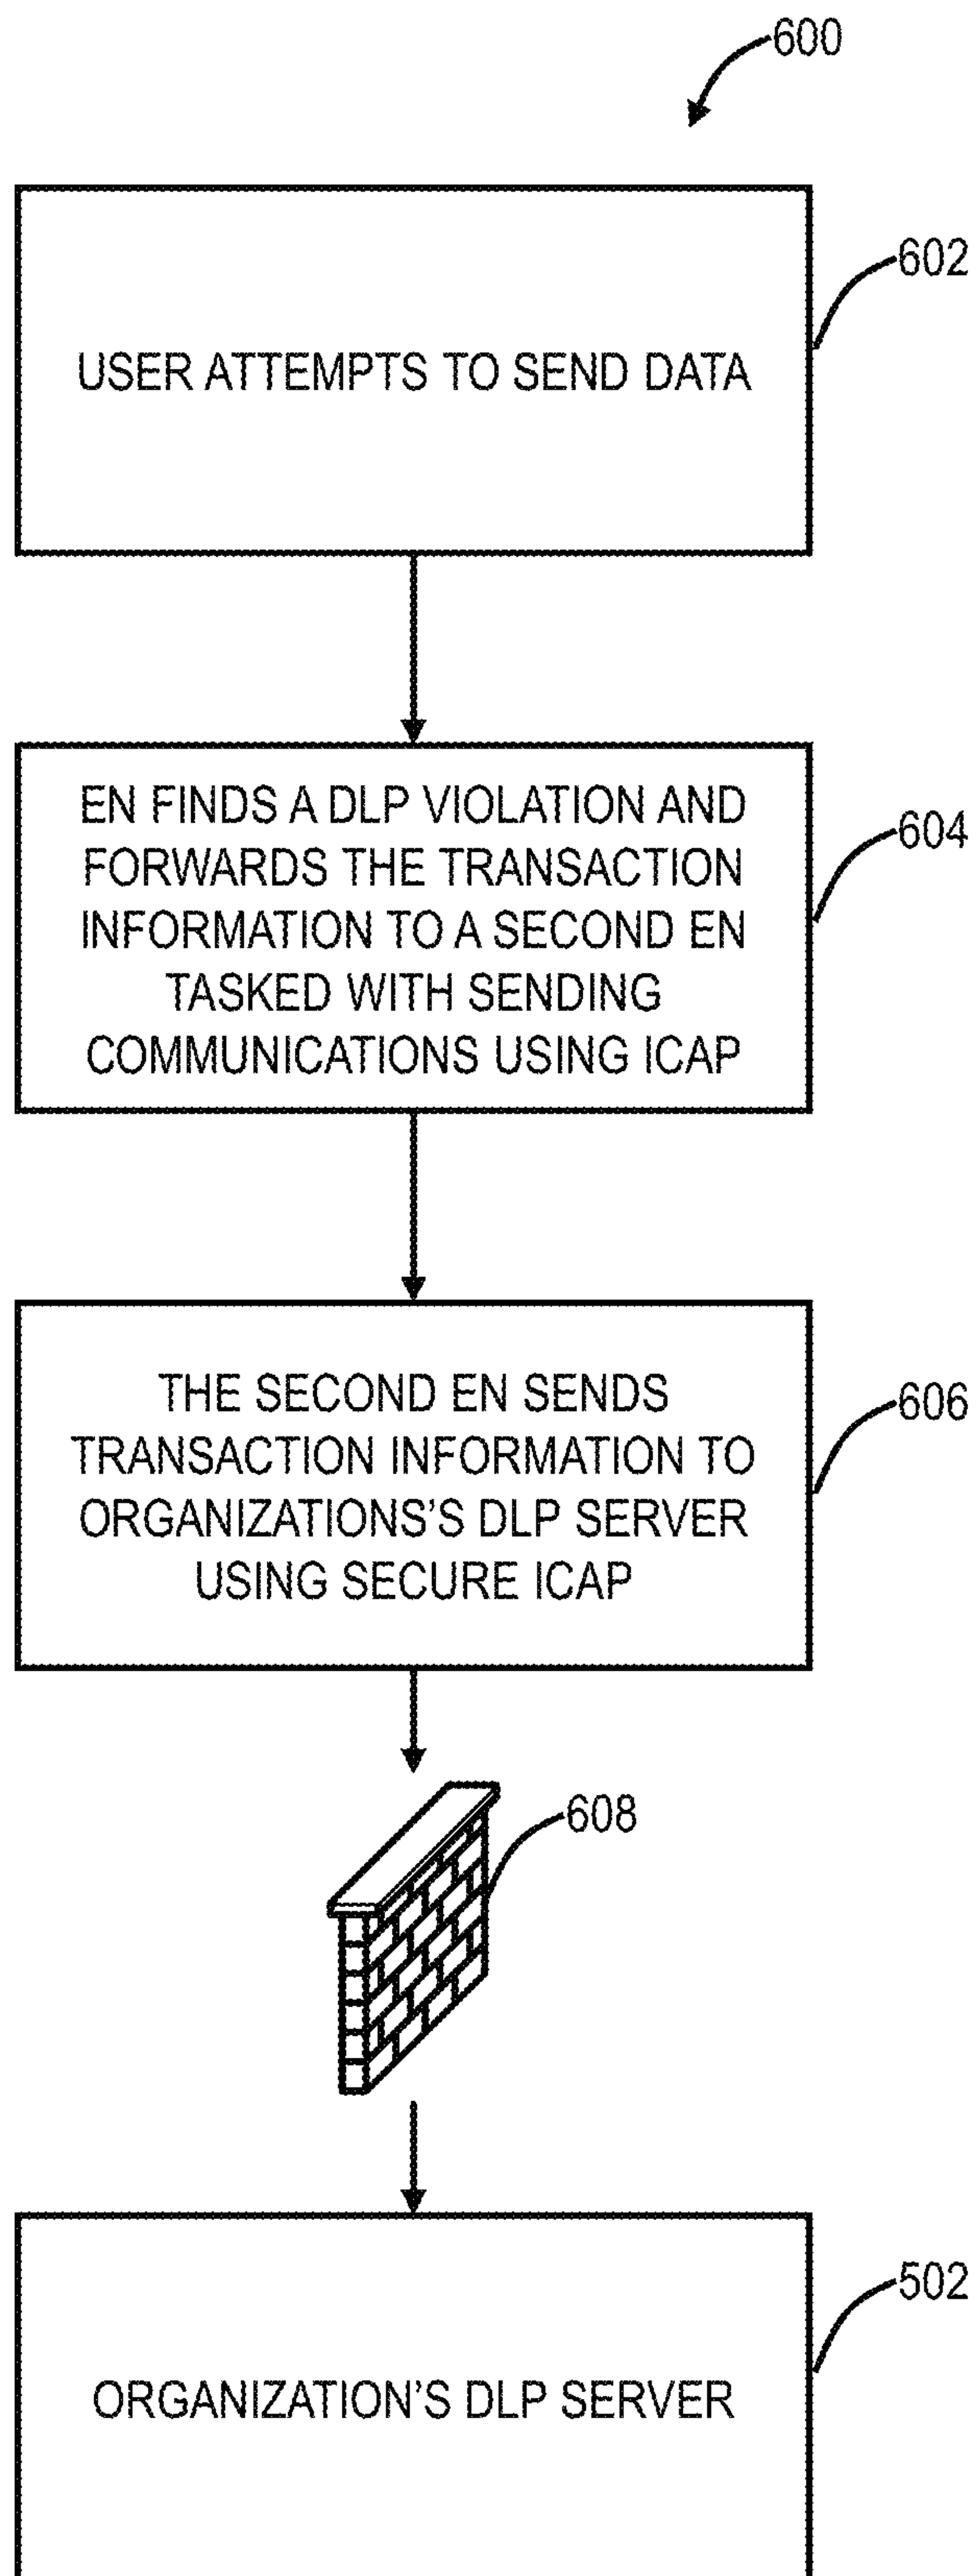 600
602
USER ATTEMPTS TO SEND DATA
EN FINDS A DLP VIOLATION AND
FORWARDS THE TRANSACTION
INFORMATION TO A SECOND EN
TASKED WITH SENDING
COMMUNICATIONS USING ICAP
604
THE SECOND EN SENDS
TRANSACTION INFORMATION TO
ORGANIZATIONS'S DLP SERVER
USING SECURE ICAP
606
608
502
ORGANIZATION'S DLP SERVER